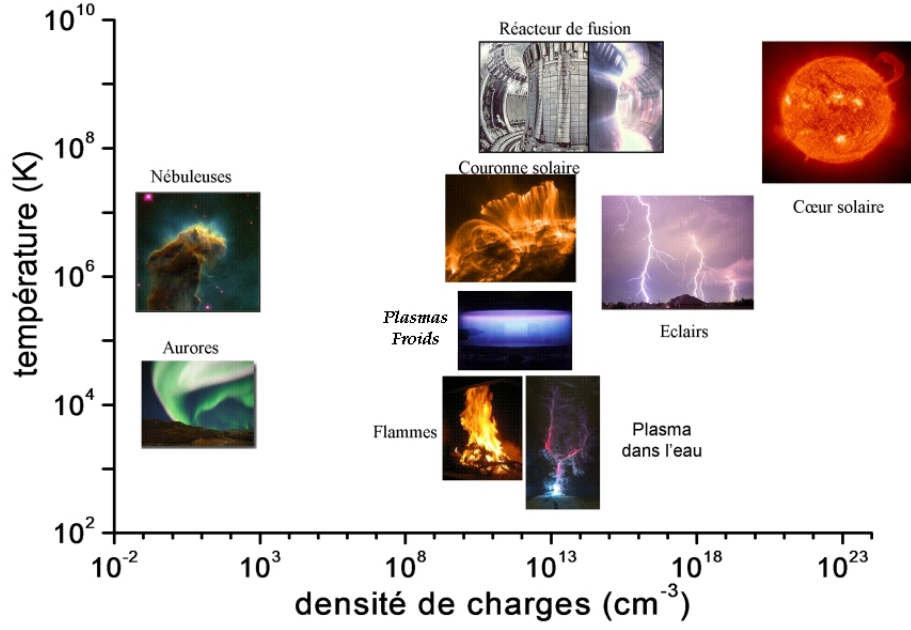 10^10
Réacteur de fusion
10^8
Nébuleuses
Couronne solaire
Cœur solaire
température (K)
10^6
Plasmas
Froids
Eclairs
Aurores
10^4
Flammes
Plasma
dans l'eau
10^2
10^-2
10^3
10^8
10^13
10^18
10^23
densité de charges (cm^-3)